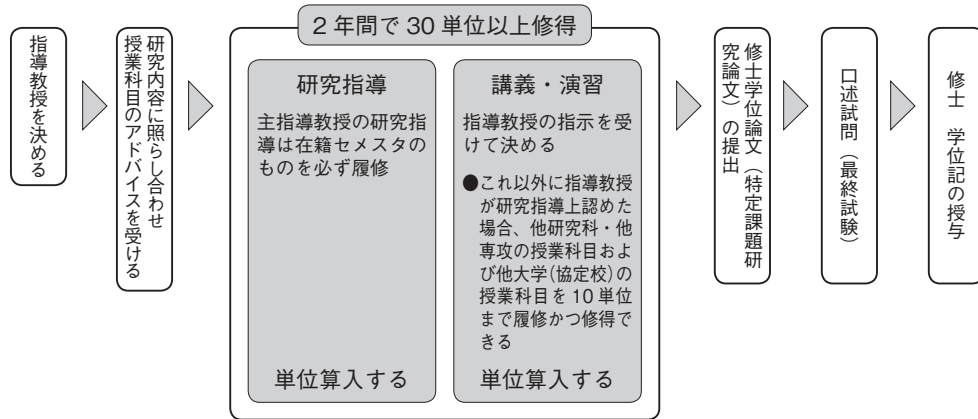 指導教授を決める
研究内容に照らし合わせ
授業科目のアドバイスを受ける
2年間で30単位以上修得
研究指導
主指導教授の研究指
導は在籍セメスタの
ものを必ず履修
単位算入する
講義・演習
指導教授の指示を受
けて決める
●これ以外に指導教授
が研究指導上認めた
場合、他研究科・他
専攻の授業科目およ
び他大学(協定校)の
授業科目を10単位
まで履修かつ修得で
きる
単位算入する
修士学位論文(特定課題研
究論文)の提出
口述試問(最終試験)
修士 学位記の授与